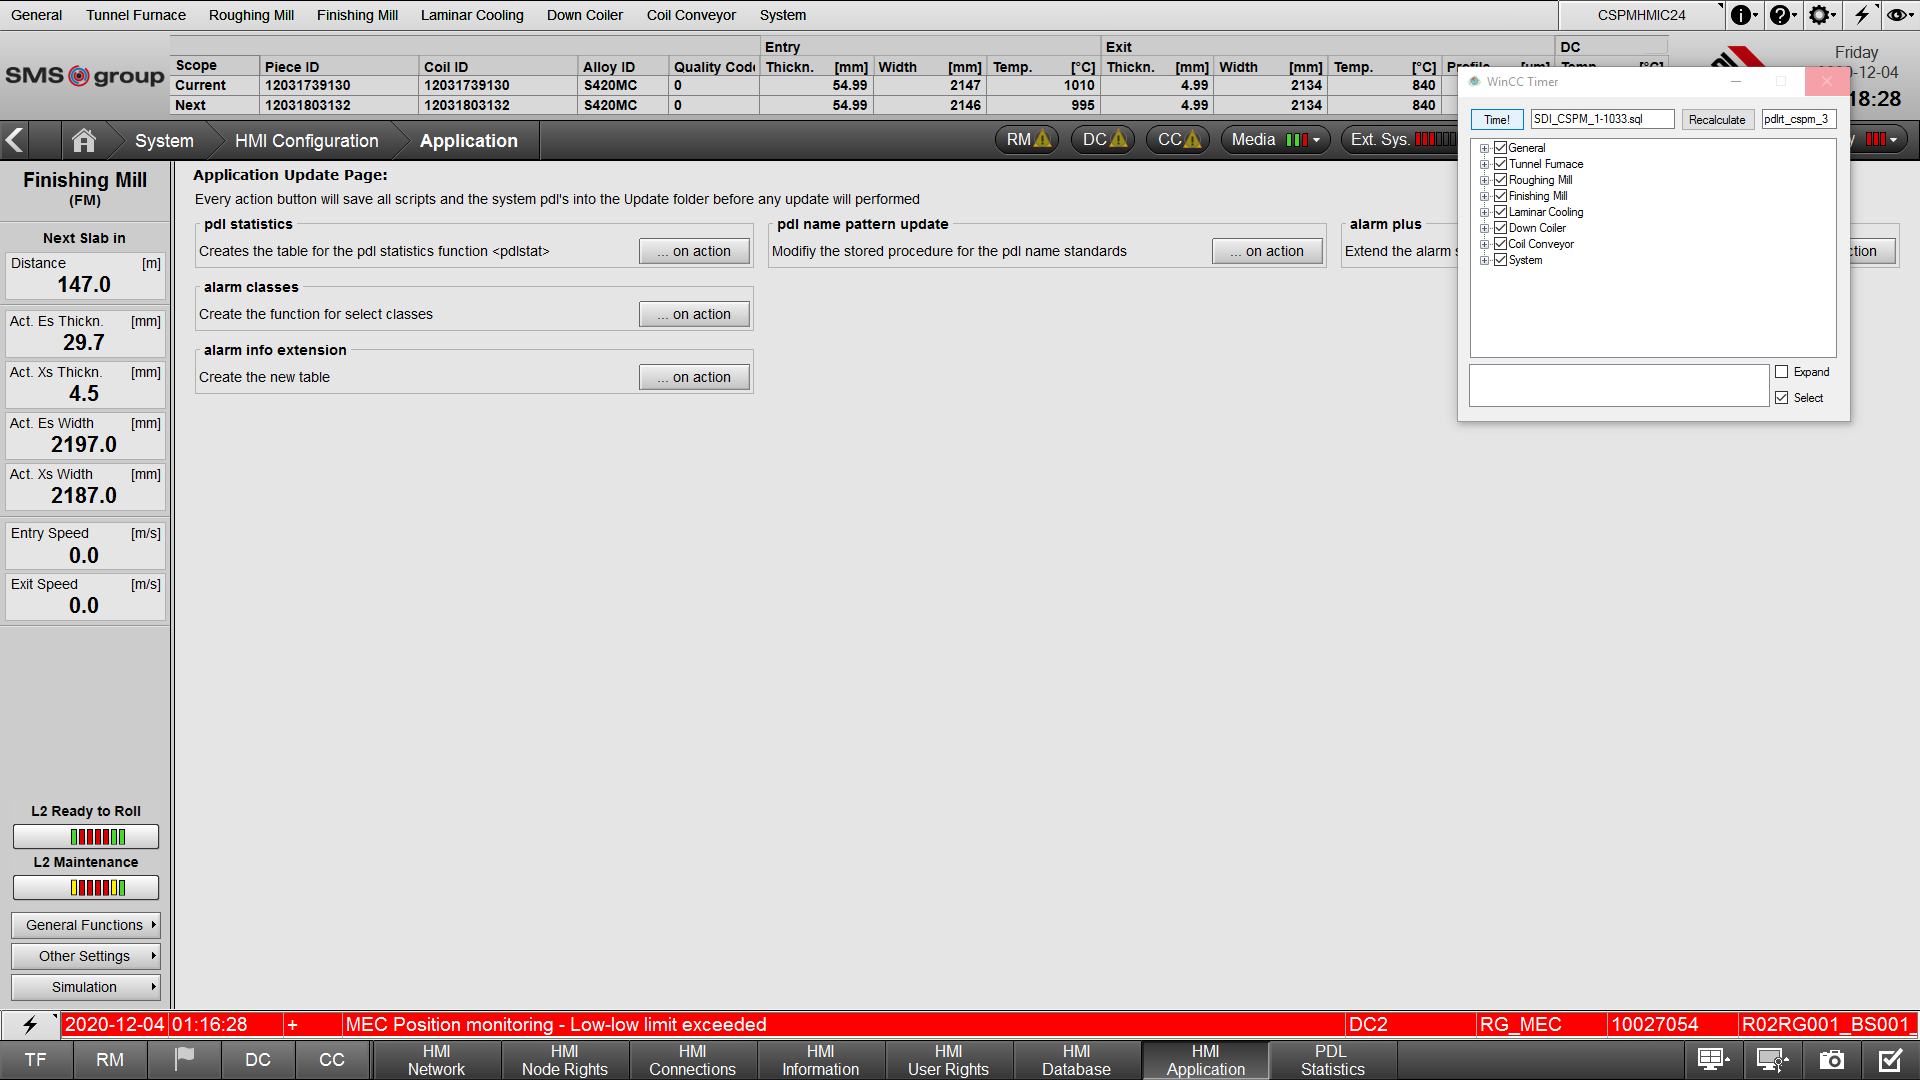 General Tunnel Furnace Roughing Mill Finishing Mill Laminar Cooling Down Coiler Coil Conveyor System CSPMHMIC24
SMS group
Entry Exit DC
Scope Piece ID Coil ID Alloy ID Quality Code Thickn. [mm] Width [mm] Temp. [°C] Thickn. [mm] Width [mm] Temp. [°C]
Current 12031739130 12031739130 S420MC 0 54.99 2147 1010 4.99 2134 840
Next 12031803132 12031803132 S420MC 0 54.99 2146 995 4.99 2134 840
Friday
-12-04
18:28
System HMI Configuration Application RM DC CC Media Ext. Sys.
Finishing Mill
(FM)
Next Slab in
Distance [m]
147.0
Act. Es Thickn. [mm]
29.7
Act. Xs Thickn. [mm]
4.5
Act. Es Width [mm]
2197.0
Act. Xs Width [mm]
2187.0
Entry Speed [m/s]
0.0
Exit Speed [m/s]
0.0
L2 Ready to Roll
L2 Maintenance
General Functions
Other Settings
Simulation
Application Update Page:
Every action button will save all scripts and the system pdl's into the Update folder before any update will performed
pdl statistics
Creates the table for the pdl statistics function <pdlstat> ... on action
pdl name pattern update
Modifiy the stored procedure for the pdl name standards ... on action
alarm plus
Extend the alarm
alarm classes
Create the function for select classes ... on action
alarm info extension
Create the new table ... on action
WinCC Timer
Time! SDI_CSPM_1-1033.sql Recalculate pdlrt_cspm_3
General
Tunnel Furnace
Roughing Mill
Finishing Mill
Laminar Cooling
Down Coiler
Coil Conveyor
System
Expand
Select
2020-12-04 01:16:28 + MEC Position monitoring - Low-low limit exceeded DC2 RG_MEC 10027054 R02RG001_BS001_
TF RM DC CC
HMI Network
HMI Node Rights
HMI Connections
HMI Information
HMI User Rights
HMI Database
HMI Application
PDL Statistics